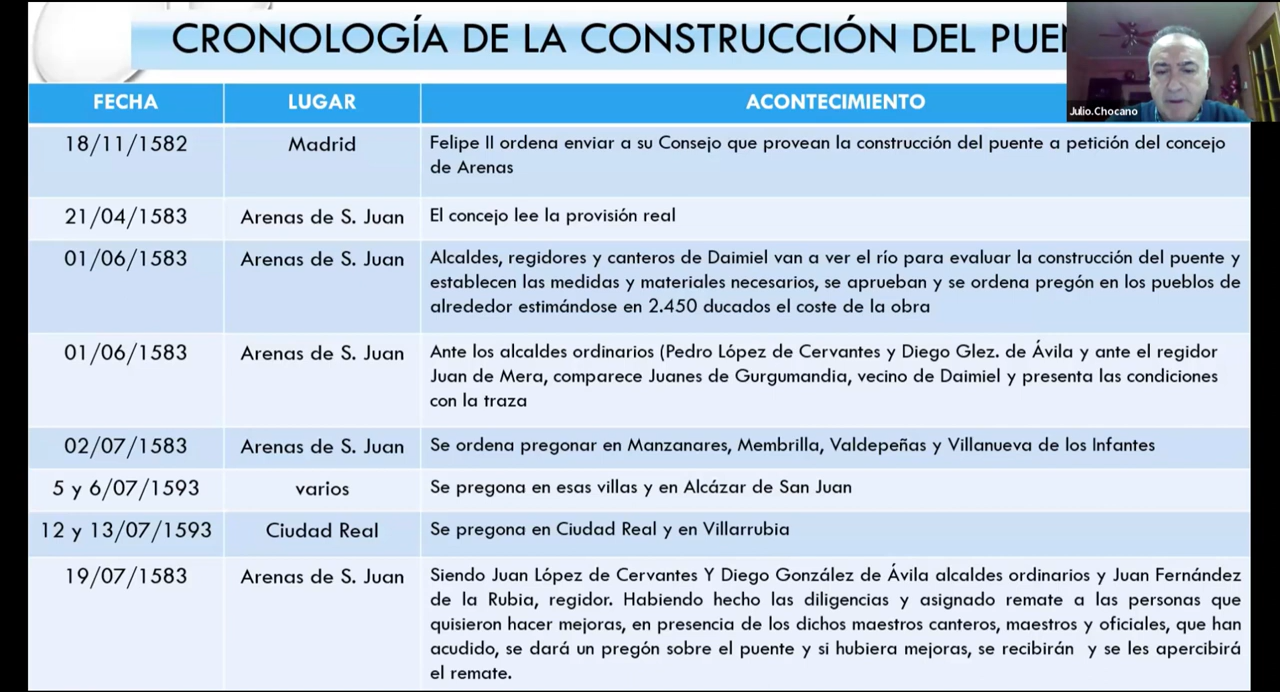 CRONOLOGÍA DE LA CONSTRUCCIÓN DEL
Julio.Chocano
FECHA LUGAR ACONTECIMIENTO
18/11/1582 Madrid Felipe II ordena enviar a su Consejo que provean la construcción del puente a petición del concejo
de Arenas
21/04/1583 Arenas de S. Juan El concejo lee la provisión real
01/06/1583 Arenas de S. Juan Alcaldes, regidores y canteros de Daimiel van a ver el río para evaluar la construcción del puente y
establecen las medidas y materiales necesarios, se aprueban y se ordena pregón en los pueblos de
alrededor estimándose en 2.450 ducados el coste de la obra
01/06/1583 Arenas de S. Juan Ante los alcaldes ordinarios (Pedro López de Cervantes y Diego Glez. de Ávila y ante el regidor
Juan de Mera, comparece Juanes de Gurgumandia, vecino de Daimiel y presenta las condiciones
con la traza
02/07/1583 Arenas de S. Juan Se ordena pregonar en Manzanares, Membrilla, Valdepeñas y Villanueva de los Infantes
5 y 6/07/1593 varios Se pregona en esas villas y en Alcázar de San Juan
12 y 13/07/1593 Ciudad Real Se pregona en Ciudad Real y en Villarrubia
19/07/1583 Arenas de S. Juan Siendo Juan López de Cervantes Y Diego González de Ávila alcaldes ordinarios y Juan Fernández
de la Rubia, regidor. Habiendo hecho las diligencias y asignado remate a las personas que
quisieron hacer mejoras, en presencia de los dichos maestros canteros, maestros y oficiales, que han
acudido, se dará un pregón sobre el puente y si hubiera mejoras, se recibirán y se les apercibirá
el remate.